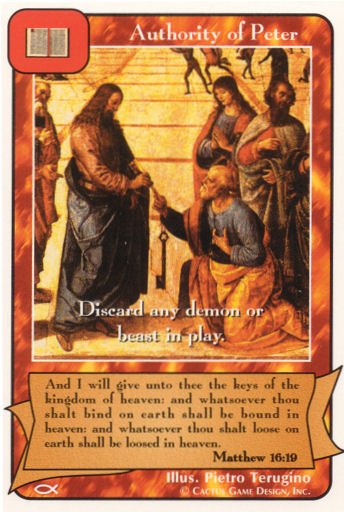 Authority of Peter
Discard any demon or
beast in play.
And I will give unto thee the keys of the
kingdom of heaven: and whatsoever thou
shalt bind on earth shall be bound in
heaven: and whatsoever thou shalt loose on
earth shall be loosed in heaven.
Matthew 16:19
Illus. Pietro Terugino
© Cactus Game Design, Inc.